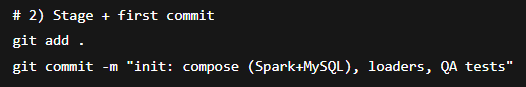 # 2) Stage + first commit
git add .
git commit -m "init: compose (Spark+MySQL), loaders, QA tests"